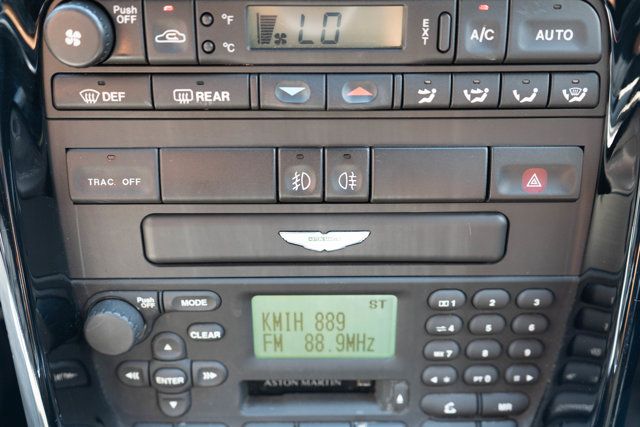 Push OFF
°F
°C
LO
EXT
A/C
AUTO
DEF
REAR
TRAC. OFF
Push OFF
MODE
CLEAR
ENTER
ST
KMIH 889
FM 88.9MHz
ASTON MARTIN
1 2 3
4 5 6
7 8 9
0
MR